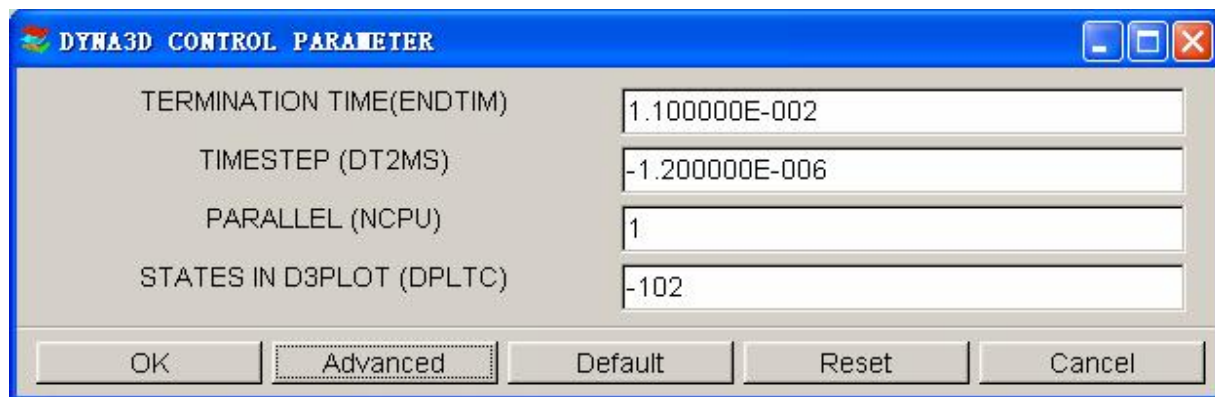 DYNA3D CONTROL PARAMETER
TERMINATION TIME(ENDTIM) 1.100000E-002
TIMESTEP (DT2MS) -1.200000E-006
PARALLEL (NCPU) 1
STATES IN D3PLOT (DPLTC) -102
OK Advanced Default Reset Cancel